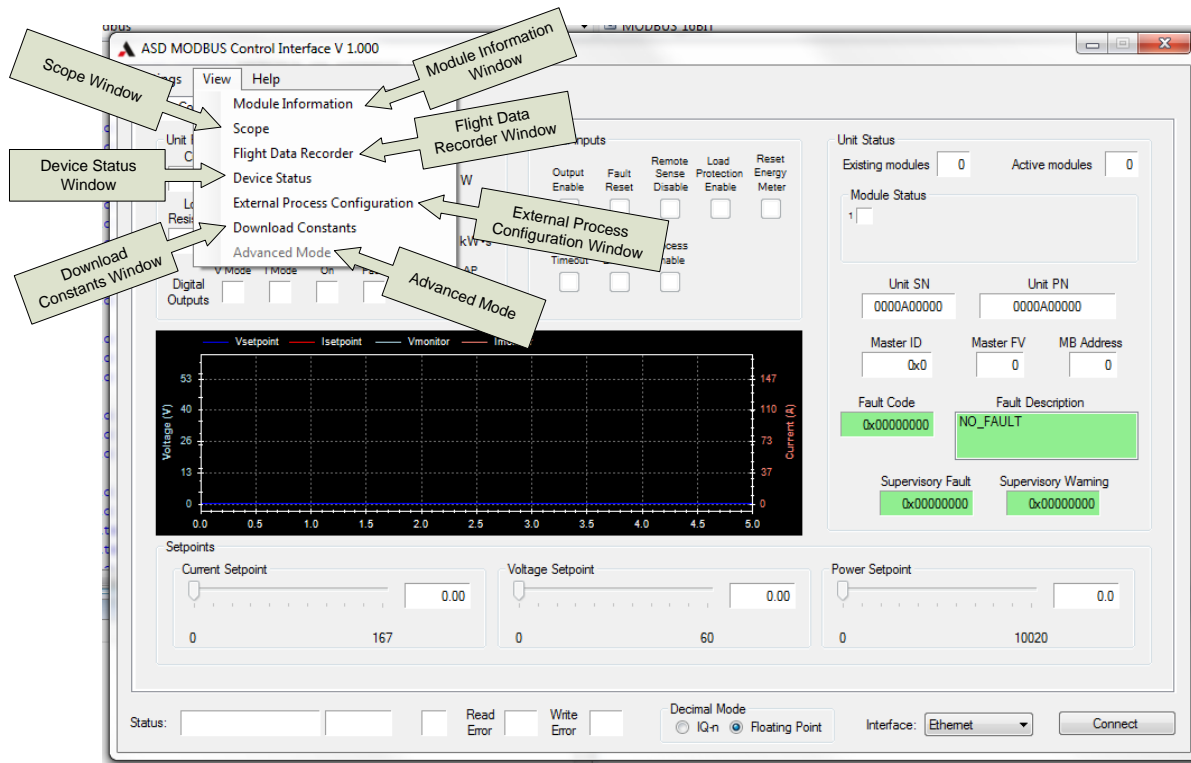 MODBUS 16BIT
ASD MODBUS Control Interface V 1.000
View Help
Module Information
Scope
Flight Data Recorder
Device Status
External Process Configuration
Download Constants
Advanced Mode
Scope Window
Module Information
Window
Flight Data
Recorder Window
Device Status
Window
External Process
Configuration Window
Download
Constants Window
Advanced Mode
Unit
W
kW
V Mode I Mode On
Digital
Outputs
Output
Enable
Fault
Reset
Remote
Sense
Disable
Load
Protection
Enable
Reset
Energy
Meter
Timeout
Unit Status
Existing modules 0 Active modules 0
Module Status
1
Unit SN Unit PN
0000A00000 0000A00000
Master ID Master FV MB Address
0x0 0 0
Fault Code Fault Description
0x00000000 NO_FAULT
Supervisory Fault Supervisory Warning
0x00000000 0x00000000
Vsetpoint Isetpoint Vmonitor
Voltage (V)
53
40
26
13
0
147
110
73
37
0
Current (A)
0.0 0.5 1.0 1.5 2.0 2.5 3.0 3.5 4.0 4.5 5.0
Setpoints
Current Setpoint
0.00
0 167
Voltage Setpoint
0.00
0 60
Power Setpoint
0.0
0 10020
Status: Read
Error
Write
Error
Decimal Mode
IQ-n Floating Point
Interface: Ethernet Connect